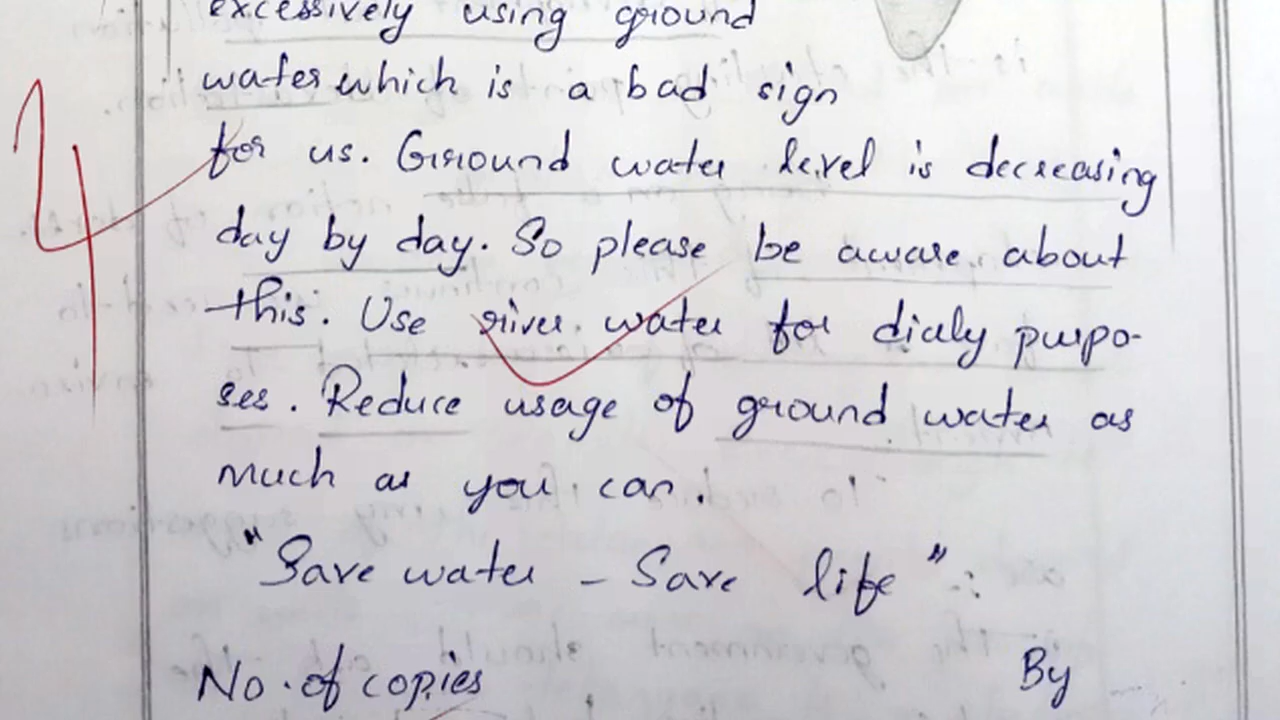 excessively using ground
water which is a bad sign
for us. Ground water level is decreasing
day by day. So please be aware about
this. Use river water for dialy purpo-
ses. Reduce usage of ground water as
much as you can.
"Save water - Save life" :
No. of copies By